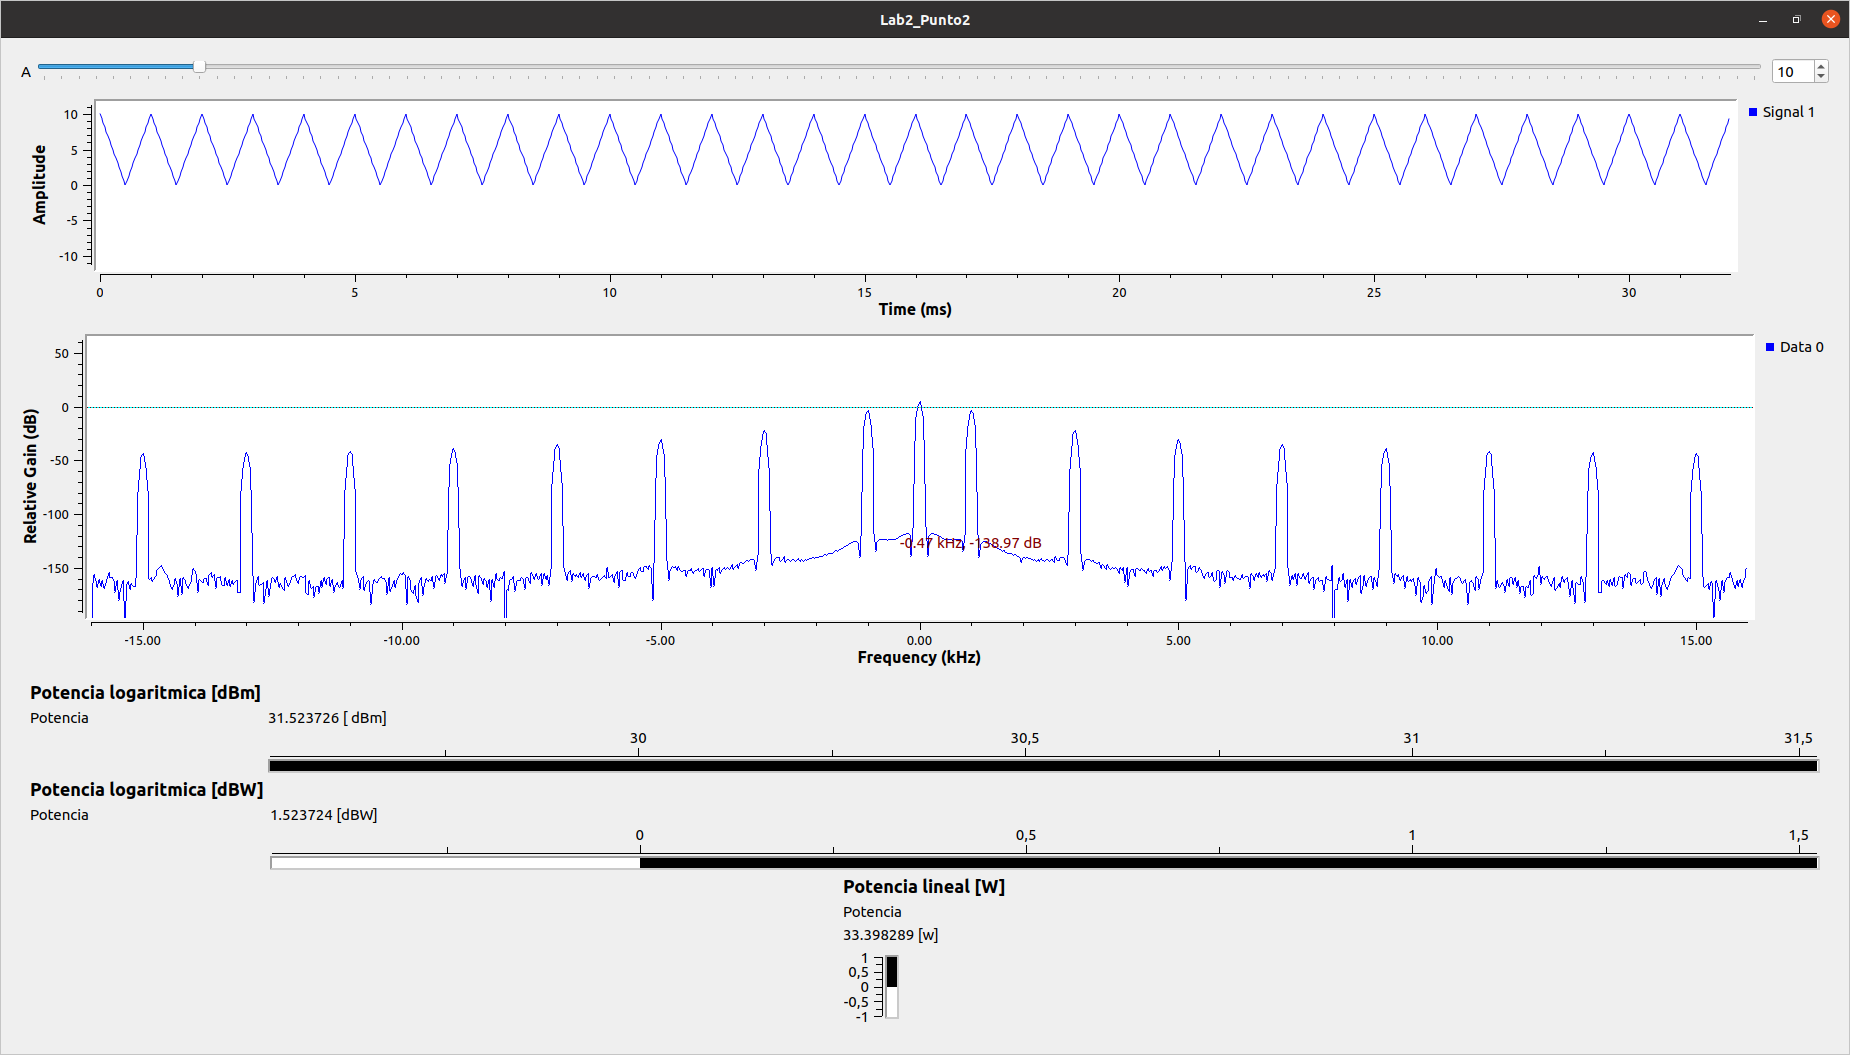 Lab2_Punto2
A
10
Signal 1
10
5
0
-5
-10
Amplitude
0 5 10 15 20 25 30
Time (ms)
Data 0
50
0
-50
-100
-150
Relative Gain (dB)
-0.47 kHz, -138.97 dB
-15.00 -10.00 -5.00 0.00 5.00 10.00 15.00
Frequency (kHz)
Potencia logaritmica [dBm]
Potencia 31.523726 [ dBm]
30 30,5 31 31,5
Potencia logaritmica [dBW]
Potencia 1.523724 [dBW]
0 0,5 1 1,5
Potencia lineal [W]
Potencia
33.398289 [w]
1
0,5
0
-0,5
-1